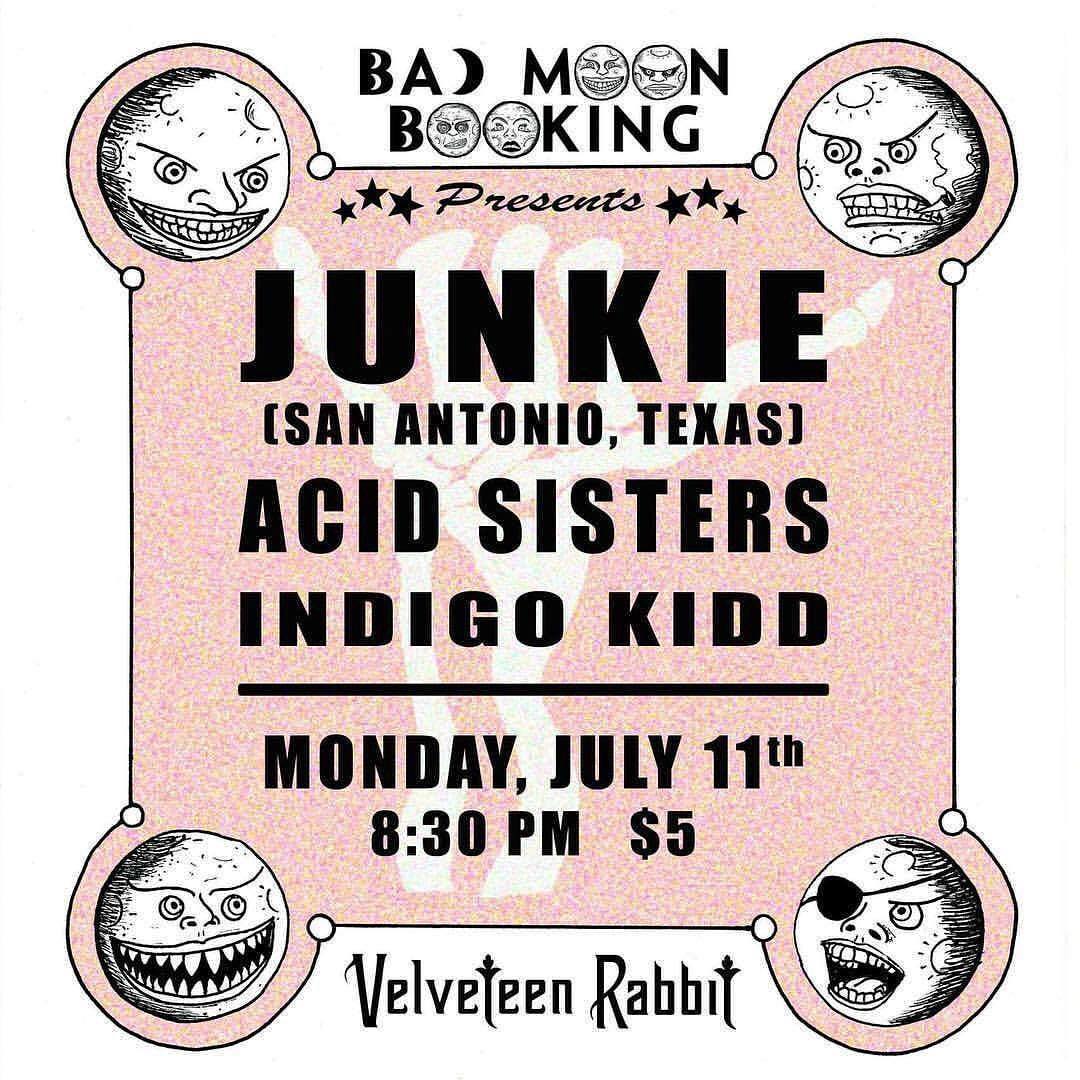 BAD MOON
BOOKING
Presents
JUNKIE
(SAN ANTONIO, TEXAS)
ACID SISTERS
INDIGO KIDD
MONDAY, JULY 11th
8:30 PM $5
Velveteen Rabbit